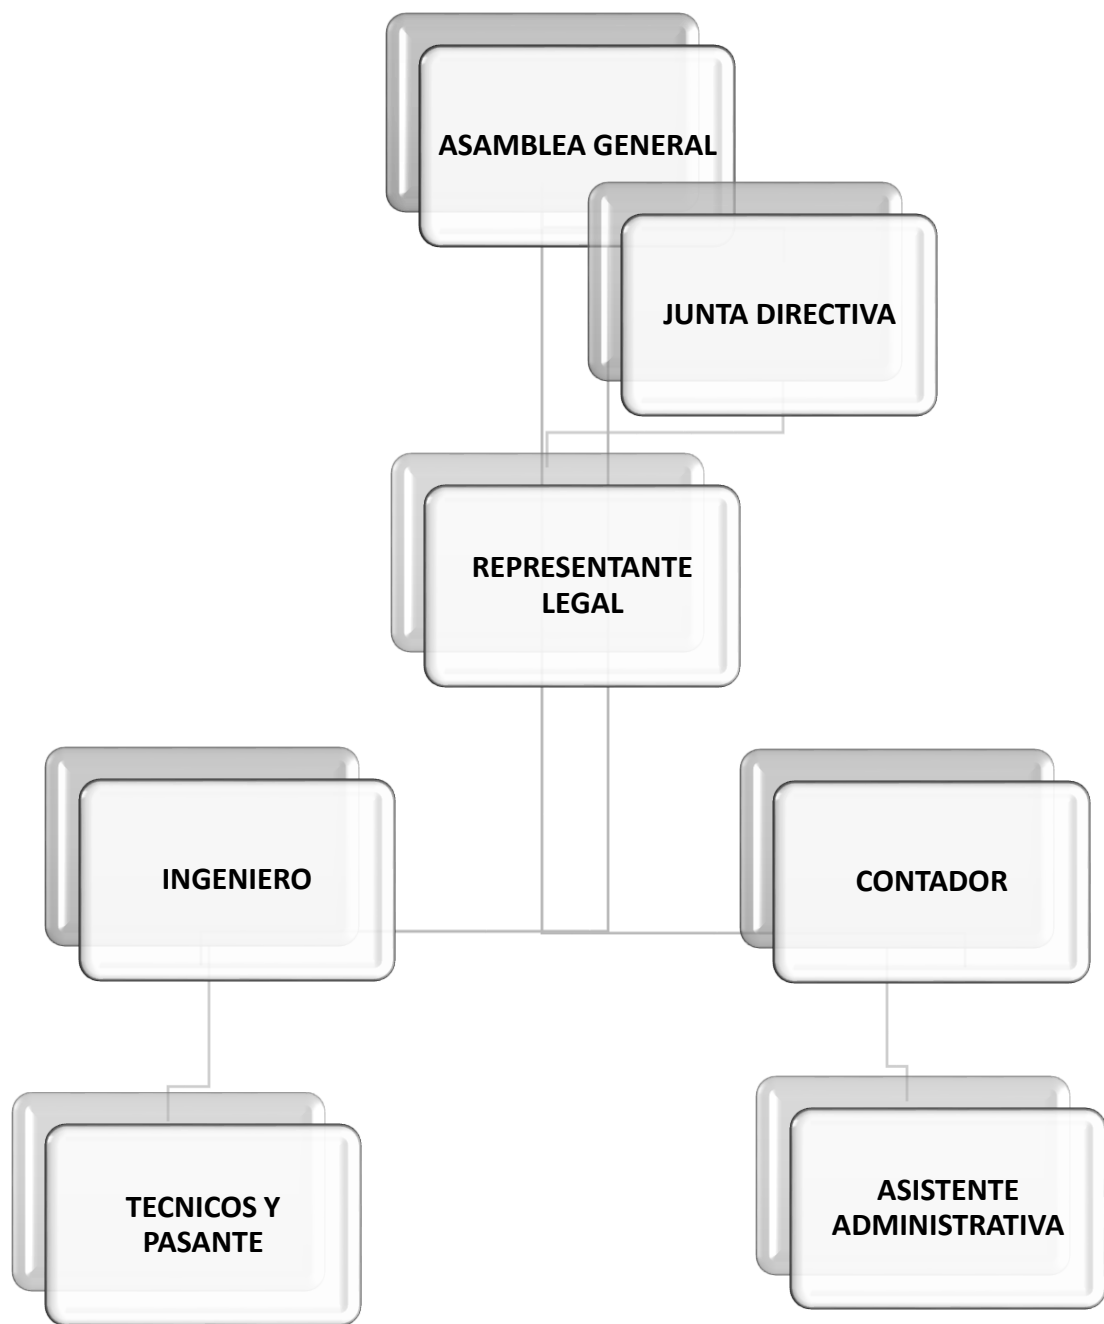 ASAMBLEA GENERAL
JUNTA DIRECTIVA
REPRESENTANTE
LEGAL
INGENIERO
CONTADOR
TECNICOS Y
PASANTE
ASISTENTE
ADMINISTRATIVA